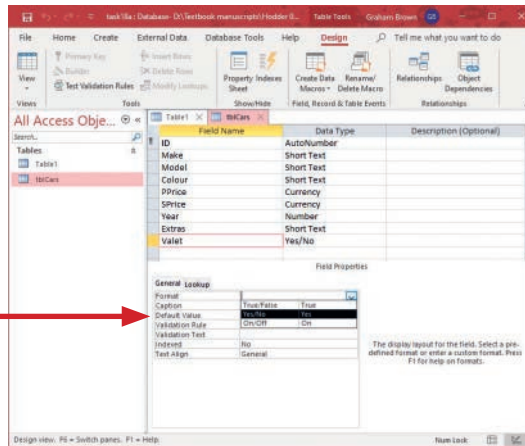 task1la : Database- D:\Textbook manuscripts\Hodder II... Table Tools Graham Brown GB
File Home Create External Data Database Tools Help Design Tell me what you want to do
View
Primary Key
Builder
Test Validation Rules
Insert Rows
Delete Rows
Modify Lookups
Property Sheet
Indexes
Create Data Macros
Rename/ Delete Macro
Relationships
Object Dependencies
Views Tools Show/Hide Field, Record & Table Events Relationships
All Access Obje...
Search...
Tables
Table1
tblCars
Table1 tblCars
Field Name Data Type Description (Optional)
ID AutoNumber
Make Short Text
Model Short Text
Colour Short Text
PPrice Currency
SPrice Currency
Year Number
Extras Short Text
Valet Yes/No
Field Properties
General Lookup
Format
Caption True/False True
Default Value Yes/No Yes
Validation Rule On/Off On
Validation Text
Indexed No
Text Align General
The display layout for the field. Select a pre-
defined format or enter a custom format. Press
F1 for help on formats.
Design view. F6 = Switch panes. F1 = Help. Num Lock